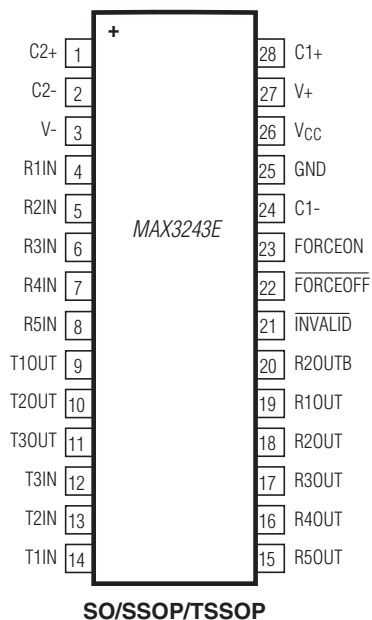 +
C2+ 1 28 C1+
C2- 2 27 V+
V- 3 26 VCC
R1IN 4 25 GND
R2IN 5 24 C1-
MAX3243E
R3IN 6 23 FORCEON
R4IN 7 22 FORCEOFF
R5IN 8 21 INVALID
T1OUT 9 20 R2OUTB
T2OUT 10 19 R1OUT
T3OUT 11 18 R2OUT
T3IN 12 17 R3OUT
T2IN 13 16 R4OUT
T1IN 14 15 R5OUT
SO/SSOP/TSSOP